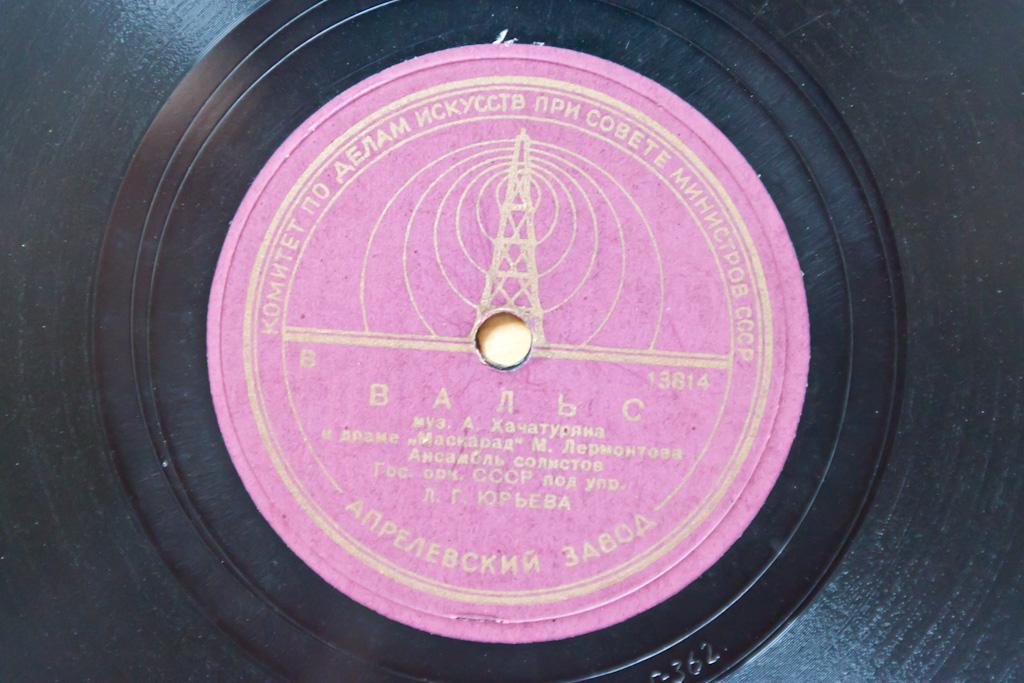 КОМИТЕТ ПО ДЕЛАМ ИСКУССТВ ПРИ СОВЕТЕ МИНИСТРОВ СССР
В 13814
ВАЛЬС
муз. А. Хачатуряна
к драме „Маскарад" М. Лермонтова
Ансамбль солистов
Гос. орк. СССР под упр.
Л. Г. ЮРЬЕВА
АПРЕЛЕВСКИЙ ЗАВОД
-362